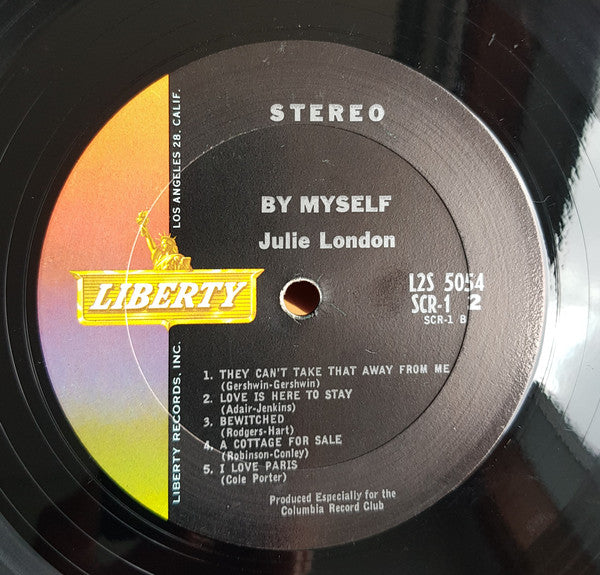 STEREO
BY MYSELF
Julie London
LIBERTY
L2S 5054
SCR-1 2
SCR-1 B
1. THEY CAN'T TAKE THAT AWAY FROM ME
(Gershwin-Gershwin)
2. LOVE IS HERE TO STAY
(Adair-Jenkins)
3. BEWITCHED
(Rodgers-Hart)
4. A COTTAGE FOR SALE
(Robinson-Conley)
5. I LOVE PARIS
(Cole Porter)
Produced Especially for the
Columbia Record Club
LIBERTY RECORDS, INC. LOS ANGELES 28, CALIF.